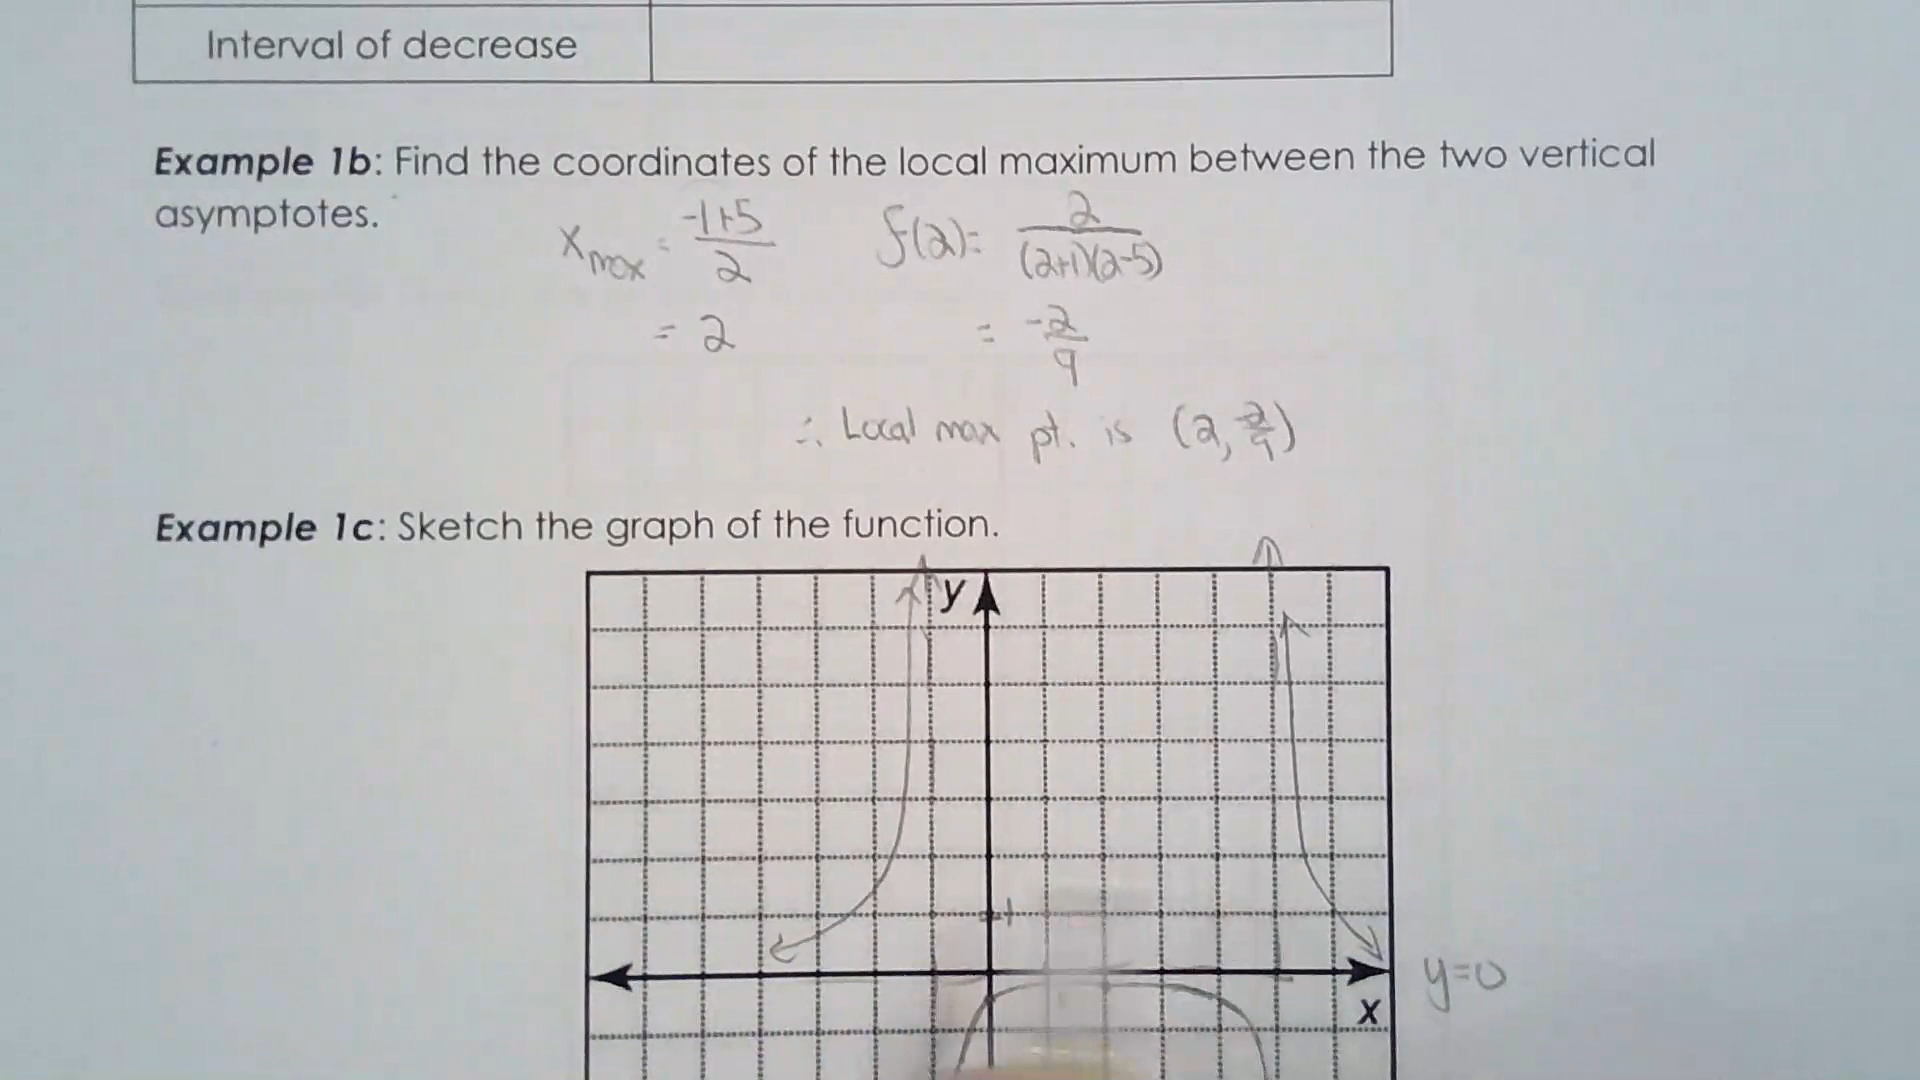 Interval of decrease
Example 1b: Find the coordinates of the local maximum between the two vertical
asymptotes.
x_max = (-1+5)/2
= 2
f(2) = 2/((2+1)(2-5))
= -2/9
∴ Local max pt. is (2, -2/9)
Example 1c: Sketch the graph of the function.
y
1
y=0
x